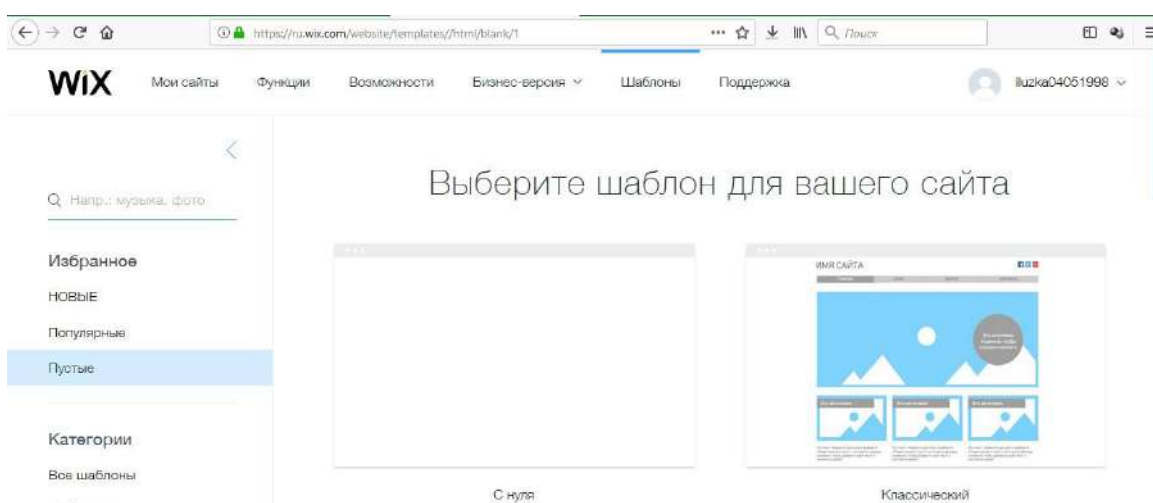 https://ru.wix.com/website/templates//html/blank/1
Поиск
WiX
Мои сайты
Функции
Возможности
Бизнес-версия
Шаблоны
Поддержка
iluzka04051998
Выберите шаблон для вашего сайта
Напр.: музыка, фото
Избранное
НОВЫЕ
Популярные
Пустые
Категории
Все шаблоны
ИМЯ САЙТА
С нуля
Классический